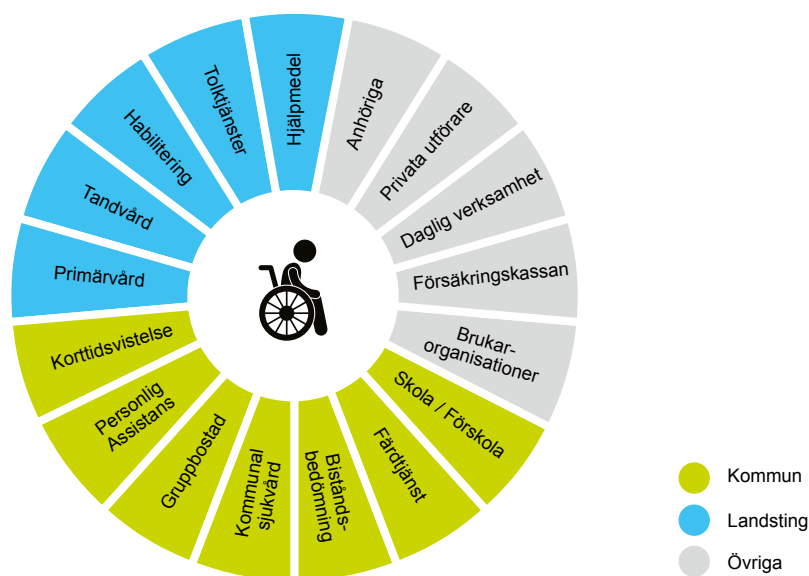 Hjälpmedel
Anhöriga
Privata utförare
Daglig verksamhet
Försäkringskassan
Brukar-
organisationer
Skola / Förskola
Färdtjänst
Bistånds-
bedömning
Kommunal
sjukvård
Gruppbostad
Personlig
Assistans
Korttidsvistelse
Primärvård
Tandvård
Habilitering
Tolktjänster
Kommun
Landsting
Övriga